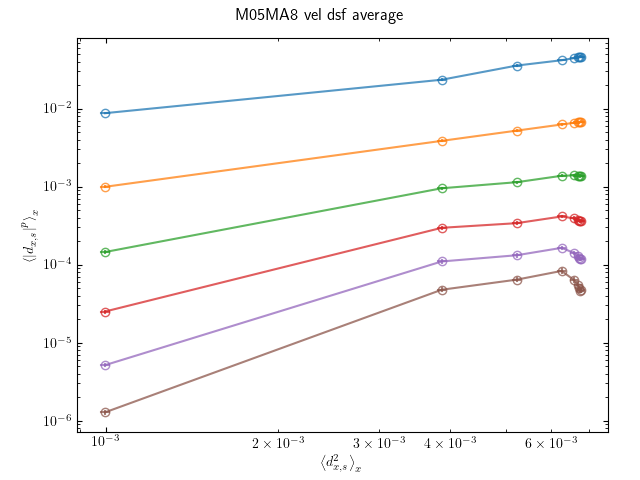 M05MA8 vel dsf average
10⁻²
10⁻³
10⁻⁴
10⁻⁵
10⁻⁶
⟨|d_{x,s}|^p⟩_x
10⁻³
2 × 10⁻³
3 × 10⁻³
4 × 10⁻³
6 × 10⁻³
⟨d²_{x,s}⟩_x